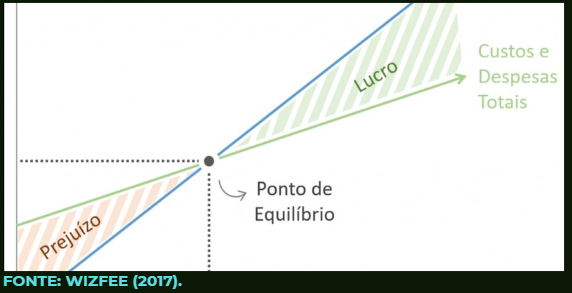 Lucro
Custos e
Despesas
Totais
Prejuízo
Ponto de
Equilíbrio
FONTE: WIZFEE (2017).